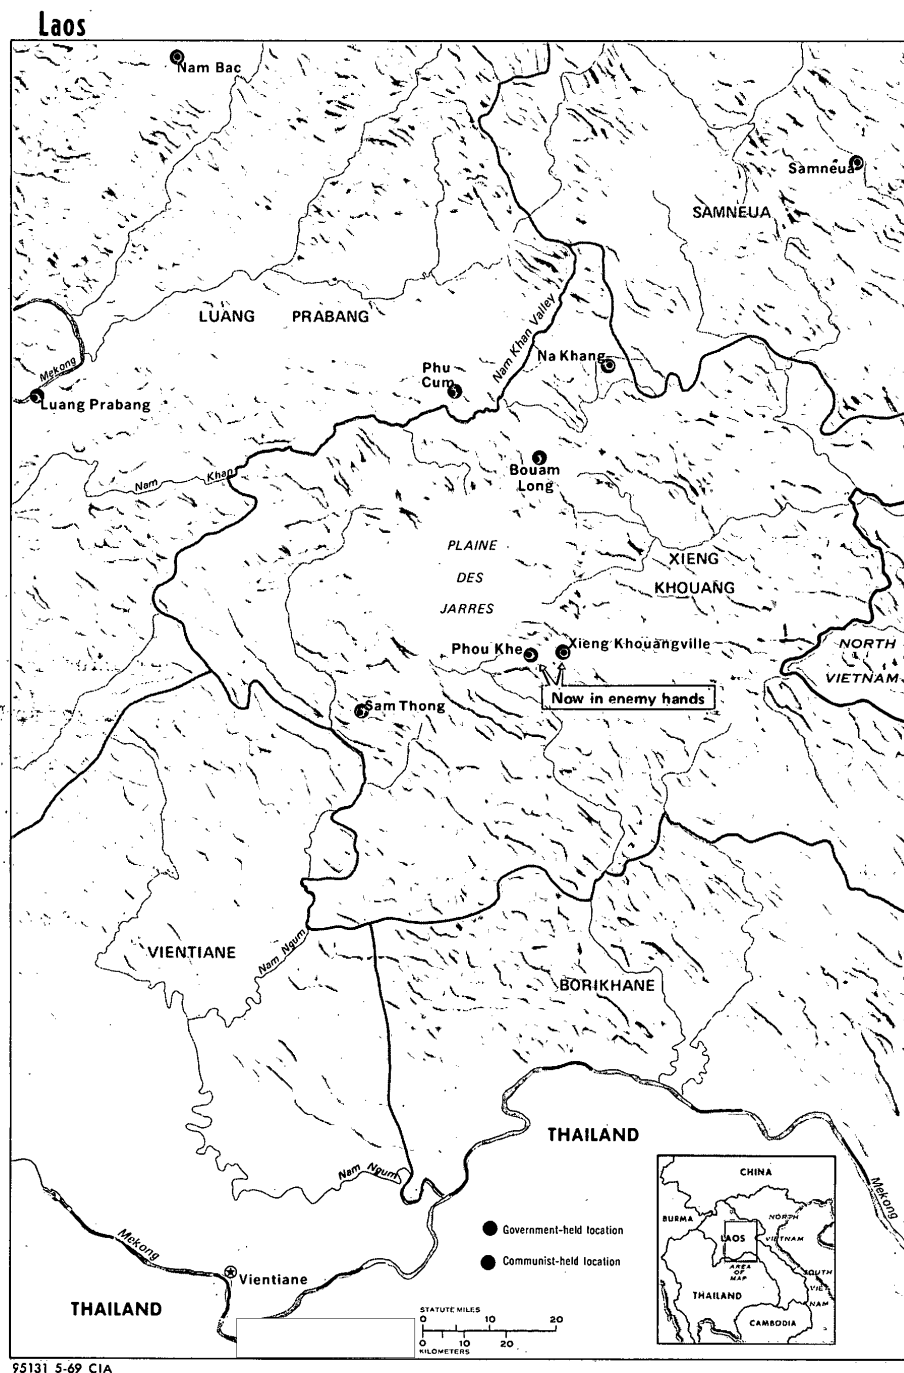 Laos
Nam Bac
Samneua
SAMNEUA
LUANG PRABANG
Nam Khan Valley
Mekong
Phu
Cum
Na Khang
Luang Prabang
Nam Khan
Bouam
Long
PLAINE
DES
JARRES
XIENG
KHOUANG
Phou Khe
Xieng Khouangville
NORTH
VIETNAM
Now in enemy hands
Sam Thong
VIENTIANE
Nam Ngum
BORIKHANE
THAILAND
Nam Ngum
Mekong
Mekong
Vientiane
THAILAND
Government-held location
Communist-held location
STATUTE MILES
0 10 20
0 10 20
KILOMETERS
CHINA
BURMA
NORTH
VIETNAM
LAOS
AREA
OF
MAP
THAILAND
SOUTH
VIET
NAM
CAMBODIA
95131 5-69 CIA